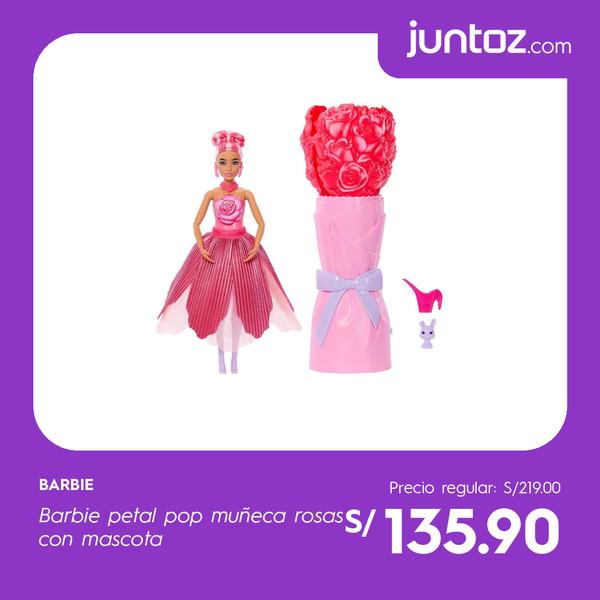 juntoz.com
BARBIE
Barbie petal pop muñeca rosas
con mascota
Precio regular: S/219.00
S/ 135.90